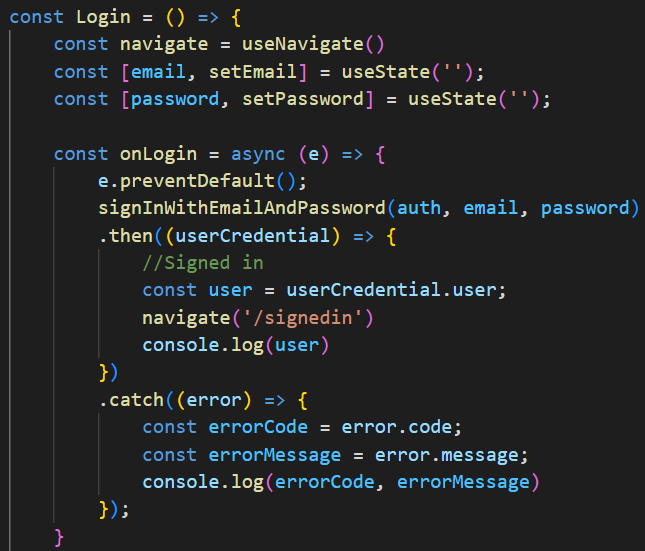 const Login = () => {
    const navigate = useNavigate()
    const [email, setEmail] = useState('');
    const [password, setPassword] = useState('');

    const onLogin = async (e) => {
        e.preventDefault();
        signInWithEmailAndPassword(auth, email, password)
        .then((userCredential) => {
            //Signed in
            const user = userCredential.user;
            navigate('/signedin')
            console.log(user)
        })
        .catch((error) => {
            const errorCode = error.code;
            const errorMessage = error.message;
            console.log(errorCode, errorMessage)
        });
    }